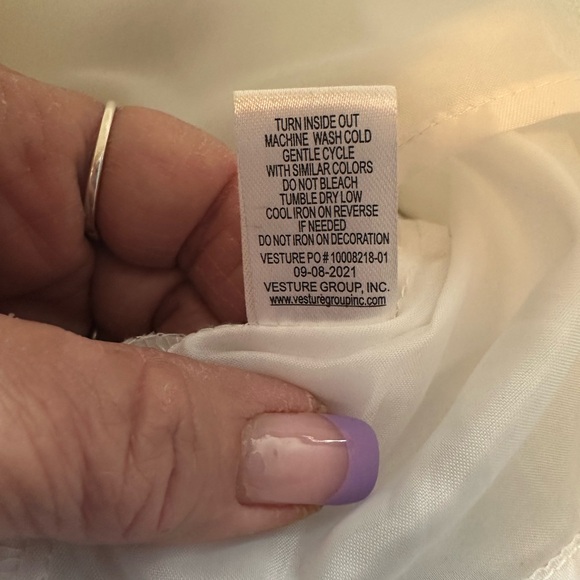 TURN INSIDE OUT
MACHINE WASH COLD
GENTLE CYCLE
WITH SIMILAR COLORS
DO NOT BLEACH
TUMBLE DRY LOW
COOL IRON ON REVERSE
IF NEEDED
DO NOT IRON ON DECORATION
VESTURE PO # 10008218-01
09-08-2021
VESTURE GROUP, INC.
www.vesturegroupinc.com